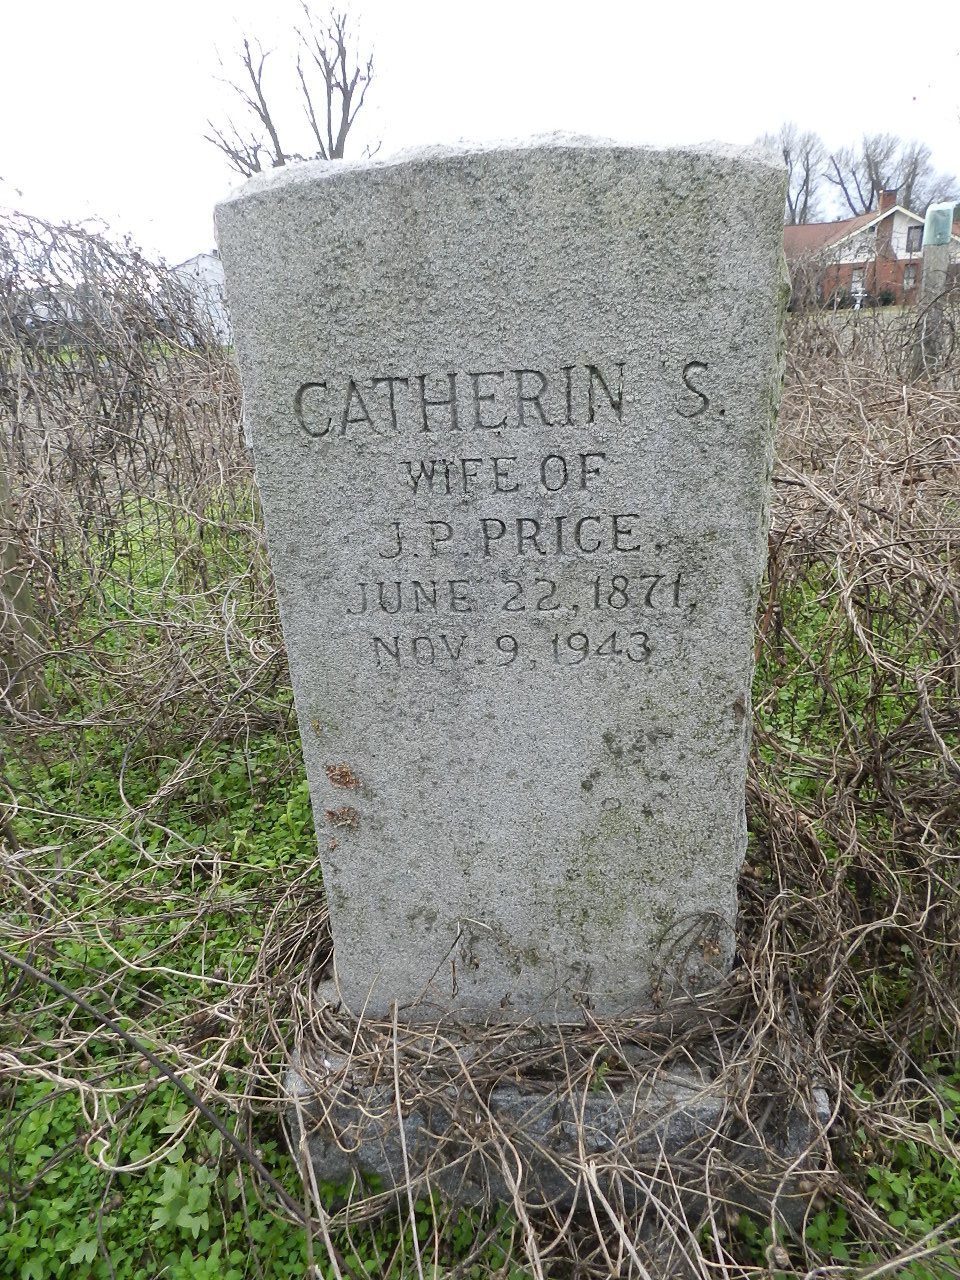 CATHERIN S.
WIFE OF
J.P. PRICE.
JUNE 22, 1871,
NOV. 9, 1943